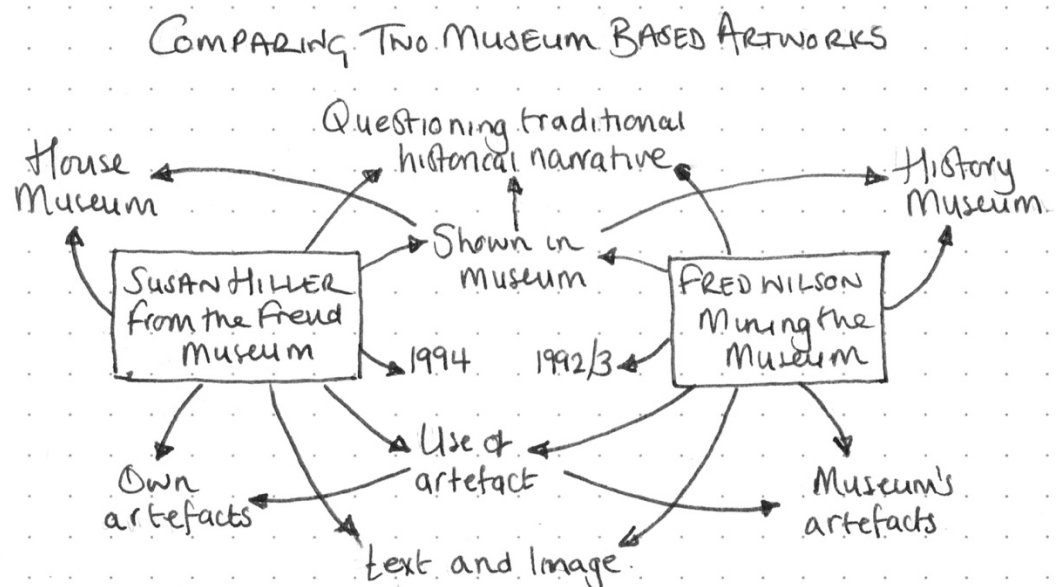 COMPARING TWO MUSEUM BASED ARTWORKS
Questioning traditional
historical narrative
House
Museum
History
Museum
Shown in
museum
SUSAN HILLER
from the Freud
Museum
FRED WILSON
Mining the
Museum
1994
1992/3
Use of
artefact
Own
artefacts
Museum's
artefacts
text and Image